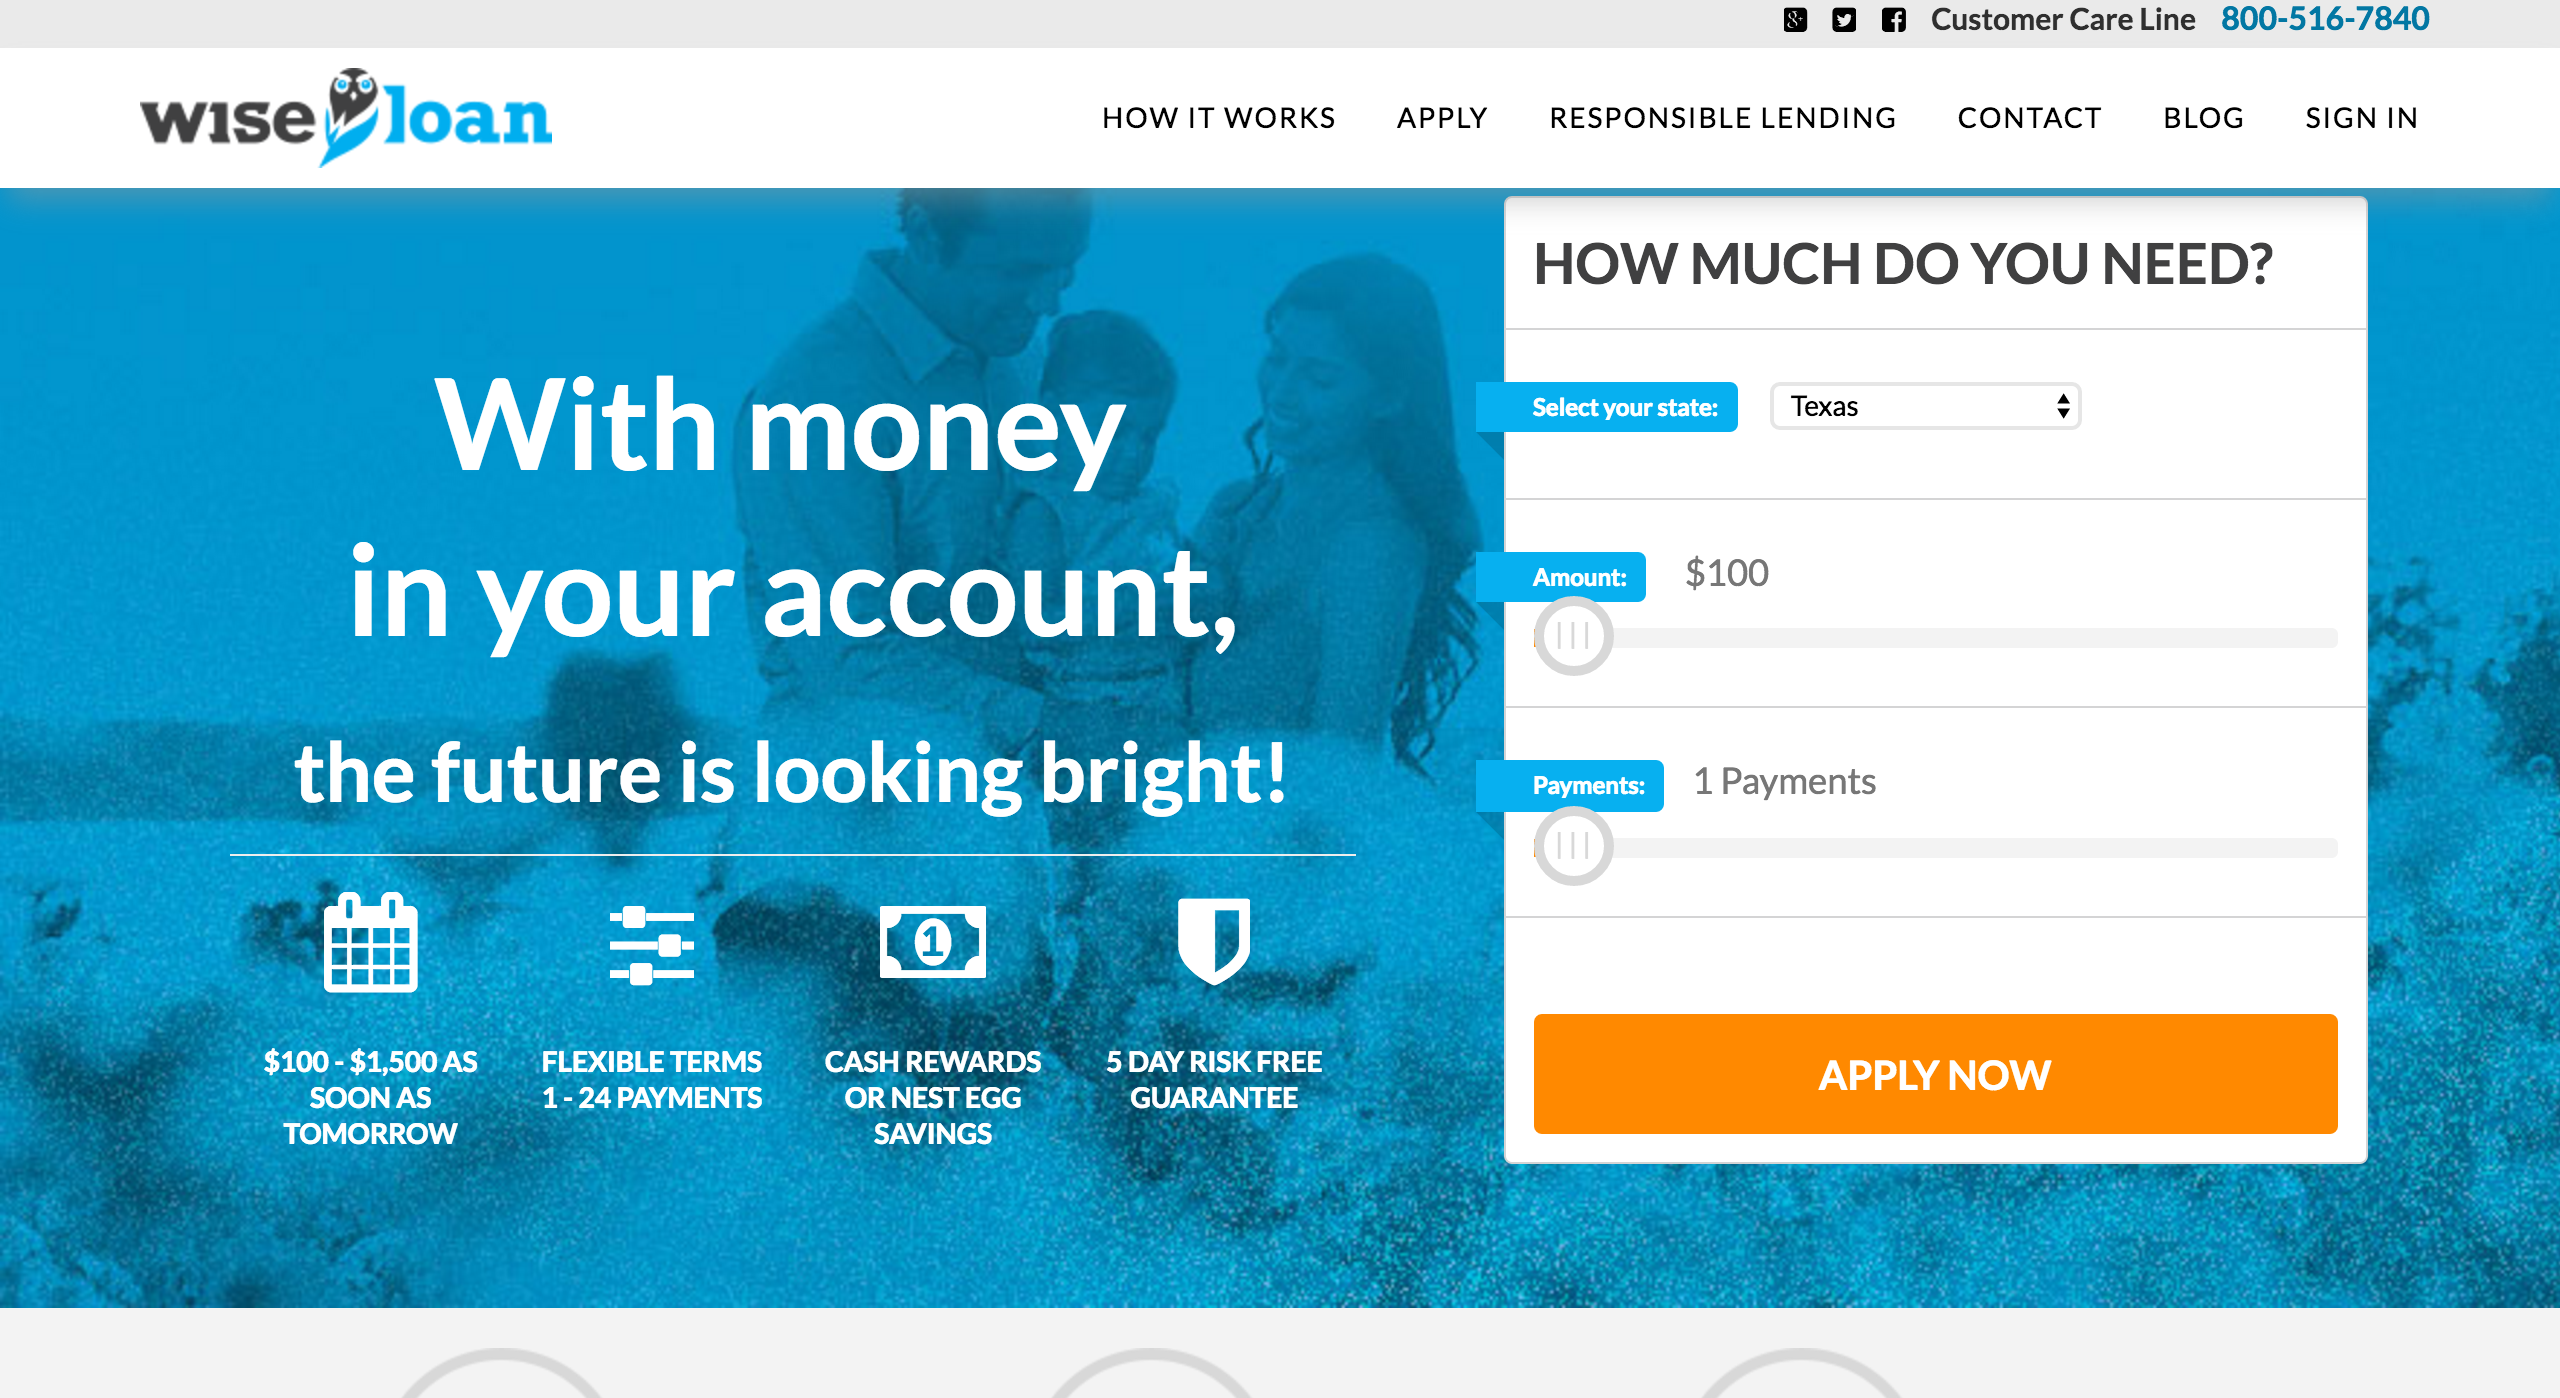 Customer Care Line 800-516-7840
wise loan
HOW IT WORKS APPLY RESPONSIBLE LENDING CONTACT BLOG SIGN IN
With money
in your account,
the future is looking bright!
$100 - $1,500 AS
SOON AS
TOMORROW
FLEXIBLE TERMS
1 - 24 PAYMENTS
1
CASH REWARDS
OR NEST EGG
SAVINGS
5 DAY RISK FREE
GUARANTEE
HOW MUCH DO YOU NEED?
Select your state: Texas
Amount: $100
Payments: 1 Payments
APPLY NOW